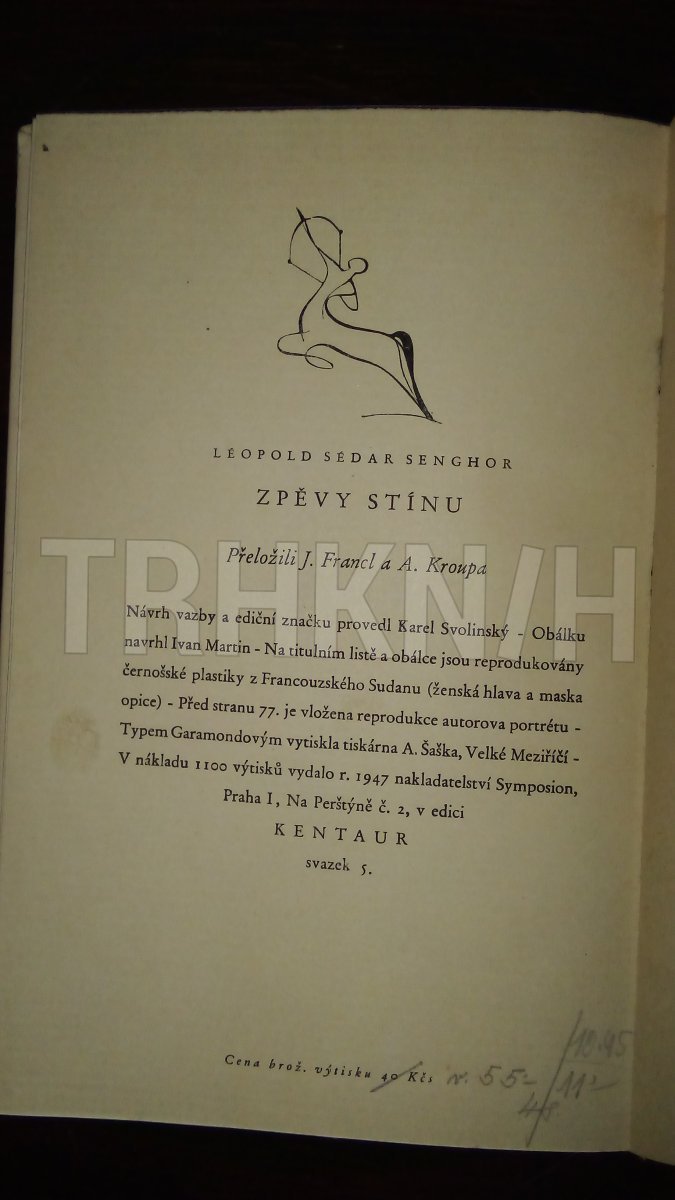 LÉOPOLD SÉDAR SENGHOR
ZPĚVY STÍNU
TRHKN/H
Přeložili J. Francl a A. Kroupa
Návrh vazby a ediční značku provedl Karel Svolinský - Obálku
navrhl Ivan Martin - Na titulním listě a obálce jsou reprodukovány
černošské plastiky z Francouzského Sudanu (ženská hlava a maska
opice) - Před stranu 77. je vložena reprodukce autorova portrétu -
Typem Garamondovým vytiskla tiskárna A. Šaška, Velké Meziříčí -
V nákladu 1100 výtisků vydalo r. 1947 nakladatelství Symposion,
Praha I, Na Perštýně č. 2, v edici
KENTAUR
svazek 5.
Cena brož. výtisku 40 Kčs